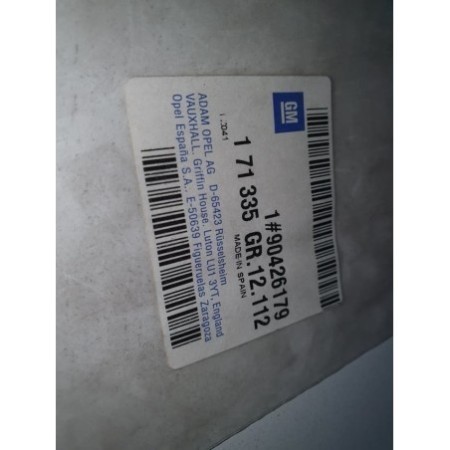 GM
1#90426179
MADE IN SPAIN
1 71 335 GR.12.112
ADAM OPEL AG D-65423 Rüsselsheim
VAUXHALL. Griffin House. Luton LU1 3YT, England
Opel España S.A., E-50639 Figueruelas Zaragoza